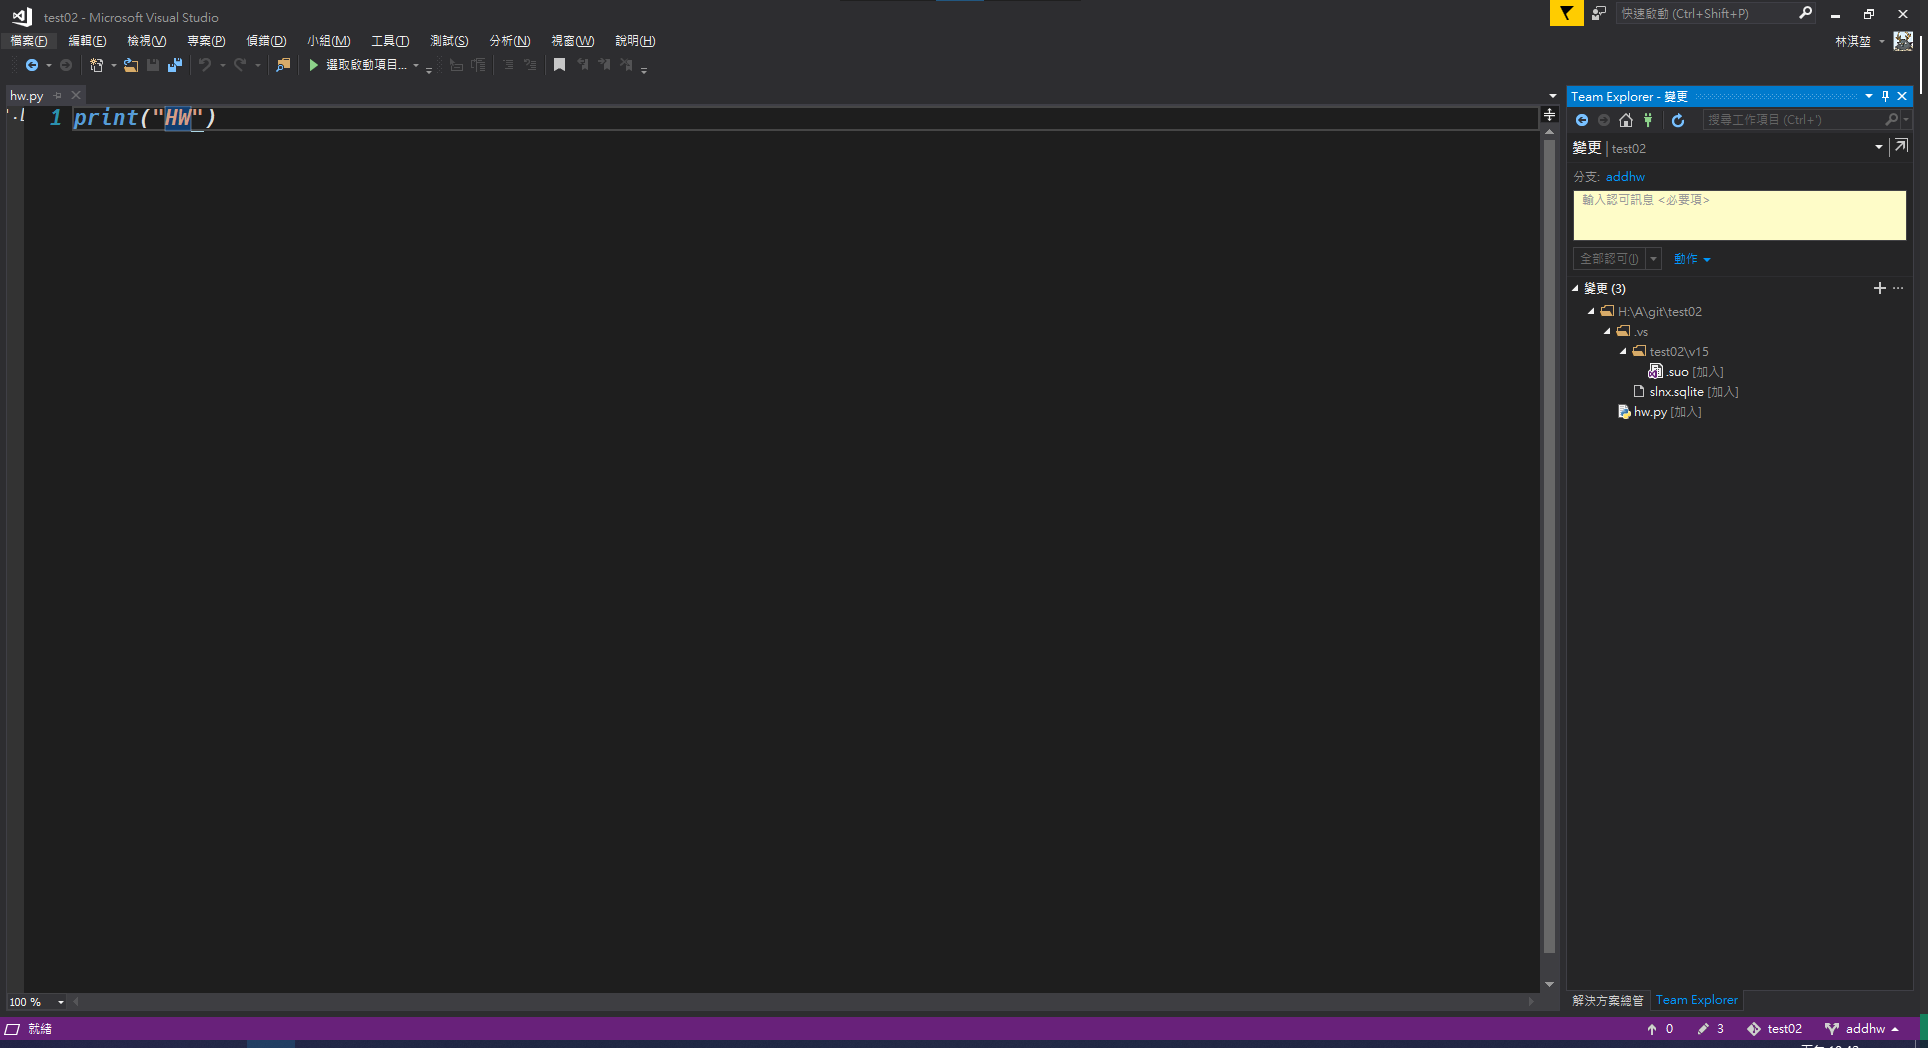 test02 - Microsoft Visual Studio
快速啟動 (Ctrl+Shift+P)
檔案(F) 編輯(E) 檢視(V) 專案(P) 偵錯(D) 小組(M) 工具(T) 測試(S) 分析(N) 視窗(W) 說明(H)
林淇堃
選取啟動項目...
hw.py
1 print("HW")
Team Explorer - 變更
搜尋工作項目 (Ctrl+')
變更 | test02
分支: addhw
輸入認可訊息 <必要項>
全部認可(I) 動作
變更 (3)
H:\A\git\test02
.vs
test02\v15
.suo [加入]
slnx.sqlite [加入]
hw.py [加入]
100 %
解決方案總管 Team Explorer
就緒
0 3 test02 addhw